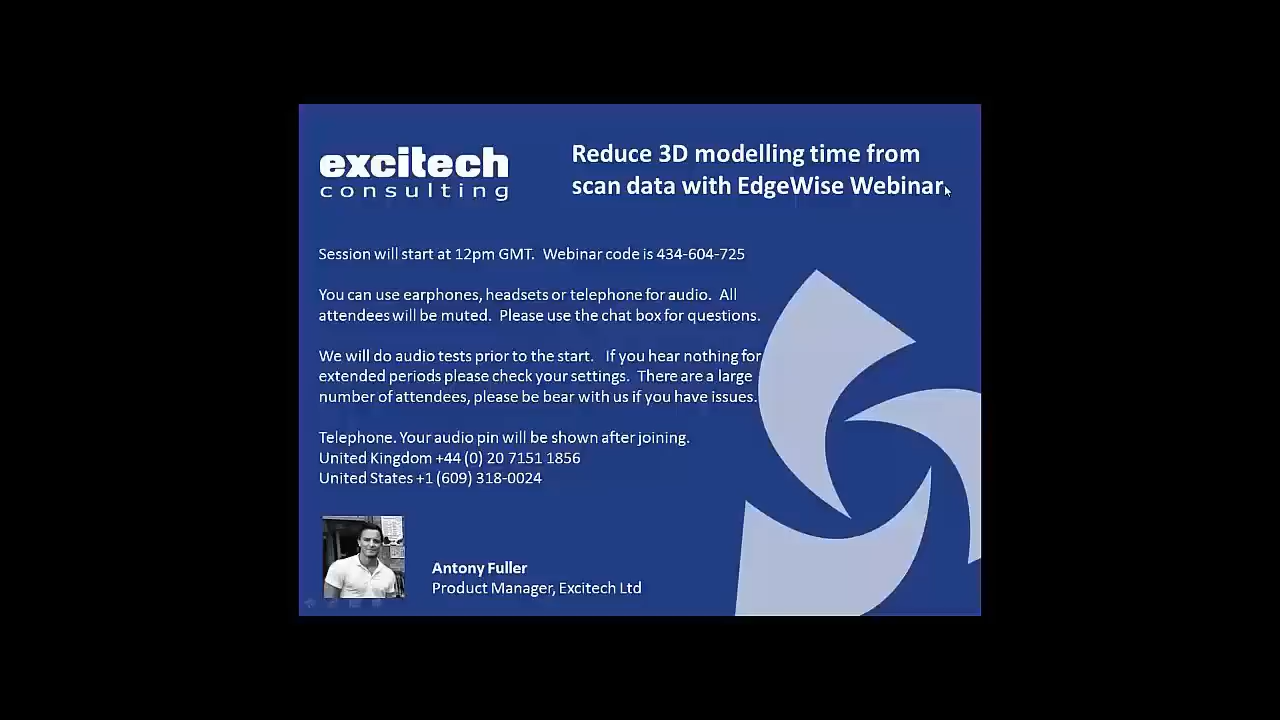 excitech
consulting
Reduce 3D modelling time from
scan data with EdgeWise Webinar.
Session will start at 12pm GMT. Webinar code is 434-604-725
You can use earphones, headsets or telephone for audio. All
attendees will be muted. Please use the chat box for questions.
We will do audio tests prior to the start. If you hear nothing for
extended periods please check your settings. There are a large
number of attendees, please be bear with us if you have issues.
Telephone. Your audio pin will be shown after joining.
United Kingdom +44 (0) 20 7151 1856
United States +1 (609) 318-0024
Antony Fuller
Product Manager, Excitech Ltd